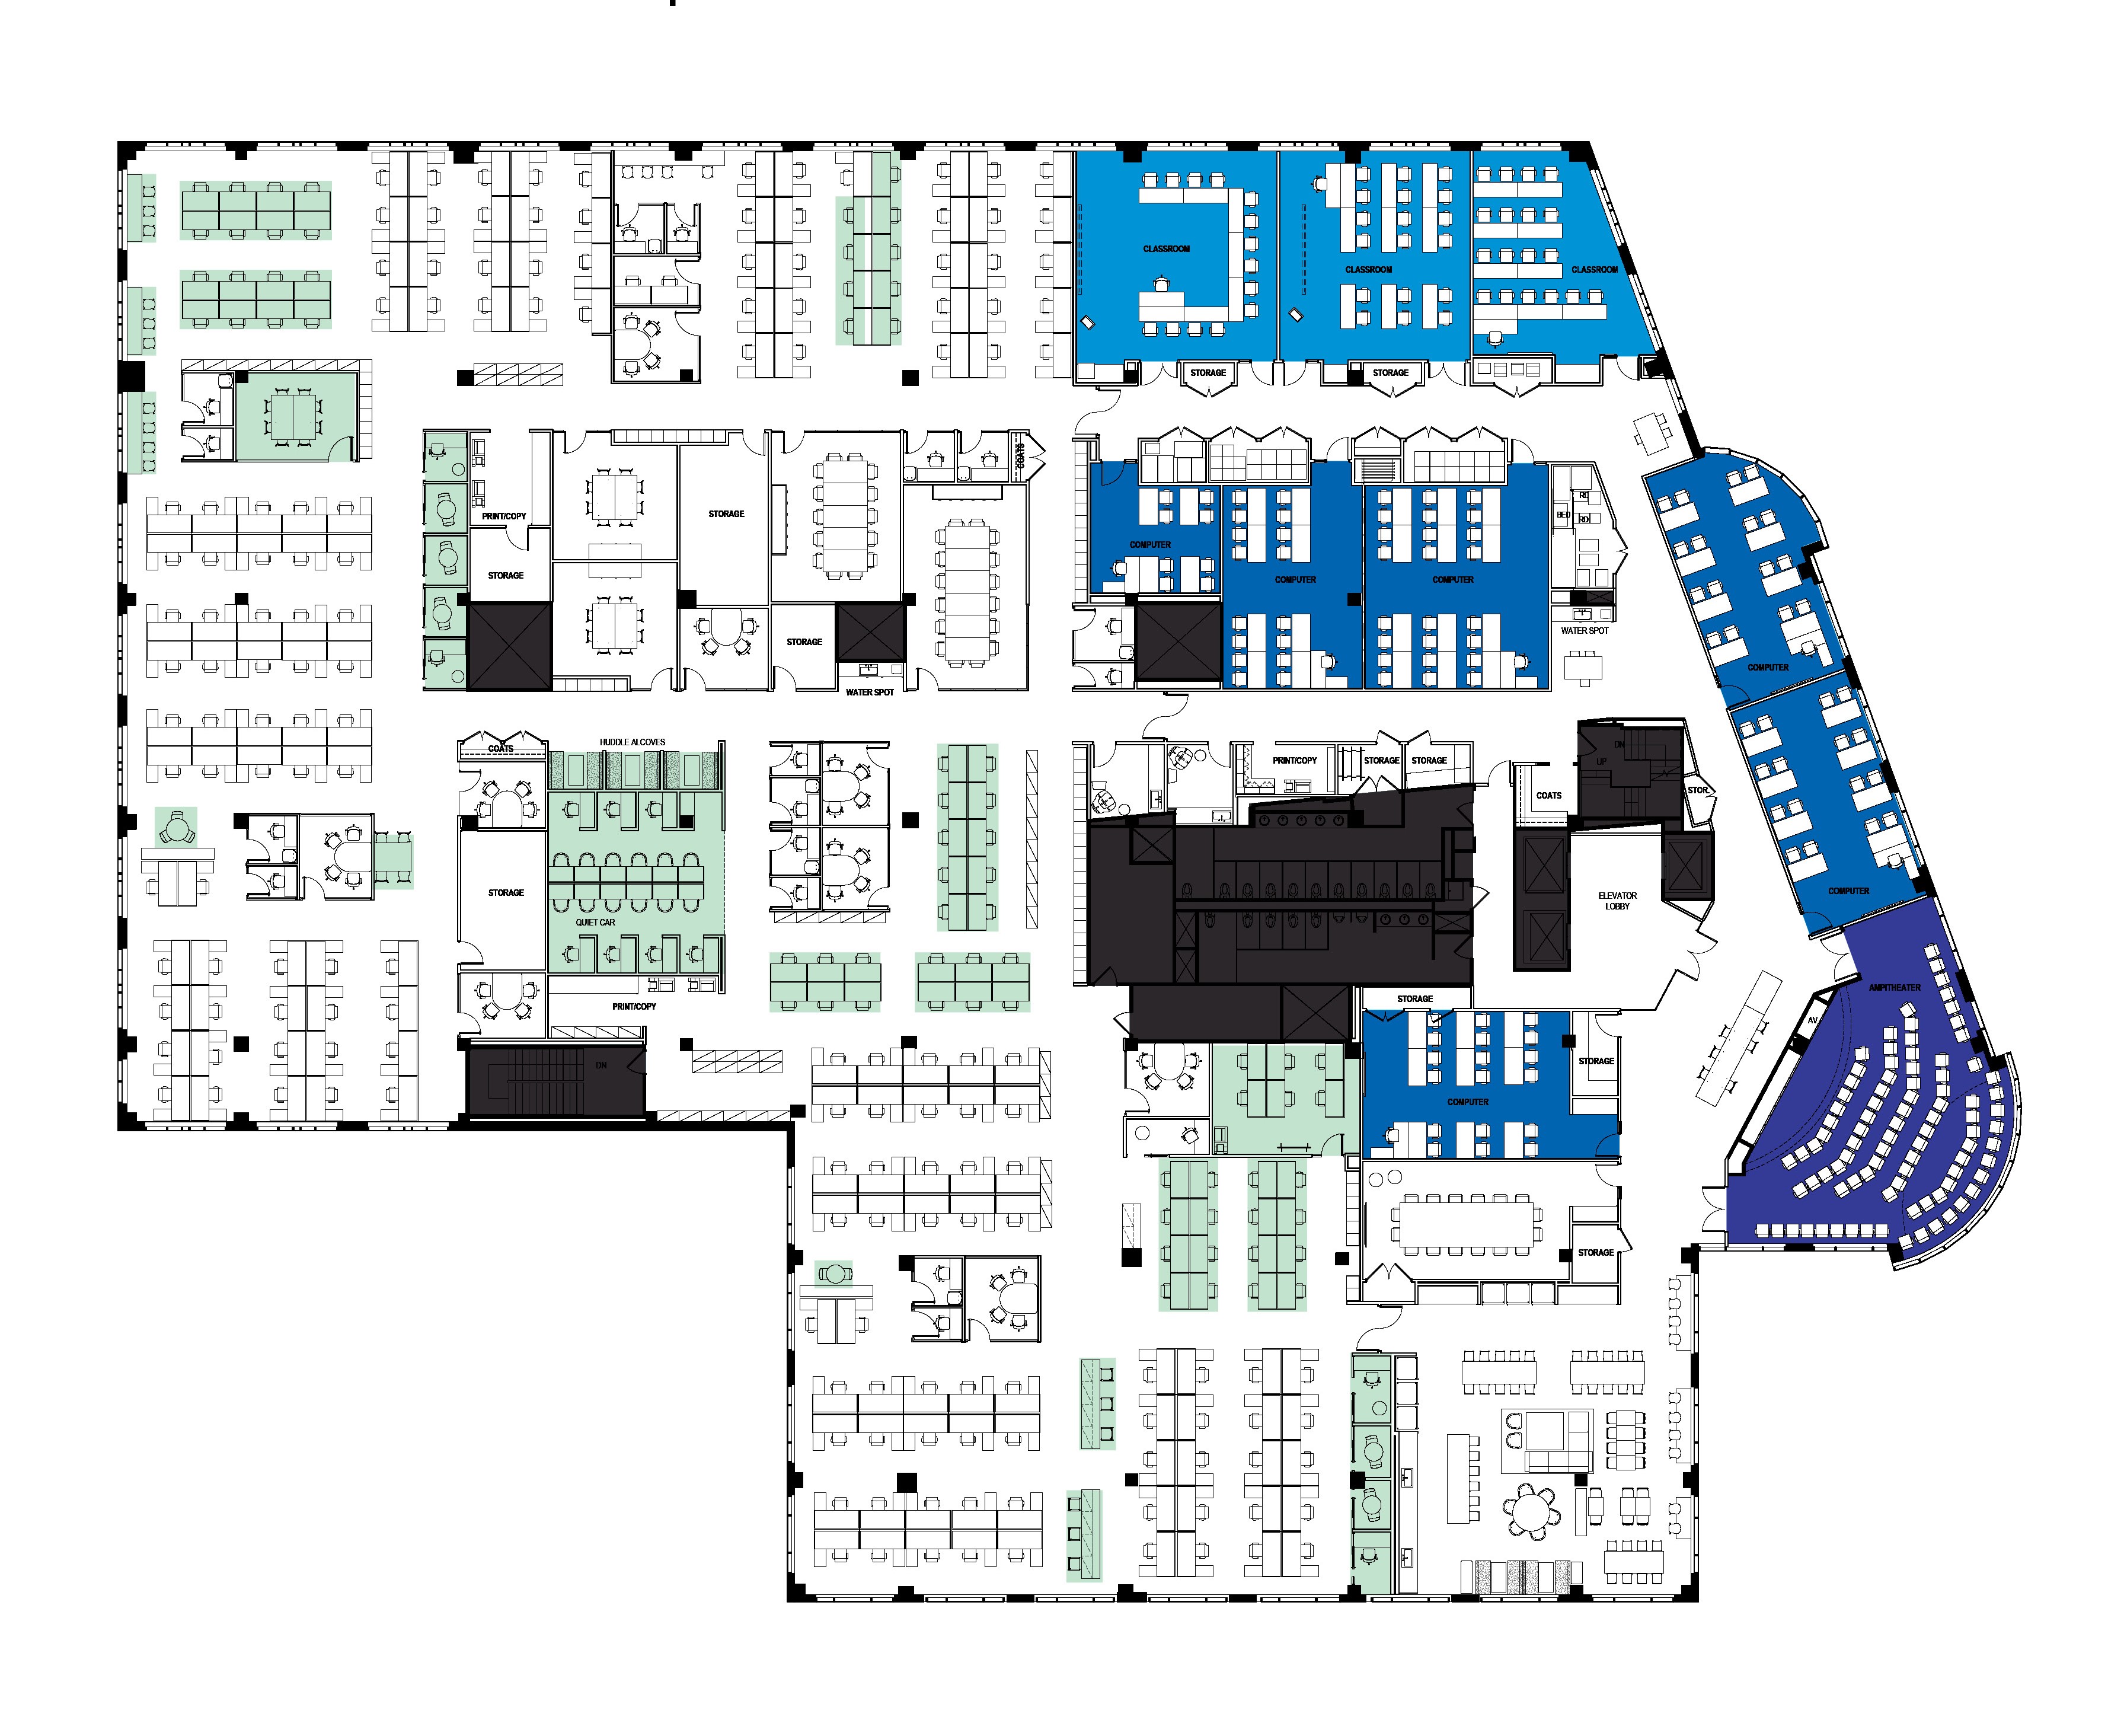 CLASSROOM
CLASSROOM
CLASSROOM
STORAGE
STORAGE
COATS
PRINT/COPY
STORAGE
STORAGE
STORAGE
WATER SPOT
COMPUTER
COMPUTER
COMPUTER
BED
RD
RD
WATER SPOT
COMPUTER
COMPUTER
COATS
HUDDLE ALCOVES
QUIET CAR
STORAGE
PRINT/COPY
DN
PRINT/COPY
STORAGE
STORAGE
COATS
DN
UP
STOR.
ELEVATOR
LOBBY
AMPITHEATER
AV
STORAGE
COMPUTER
STORAGE
STORAGE